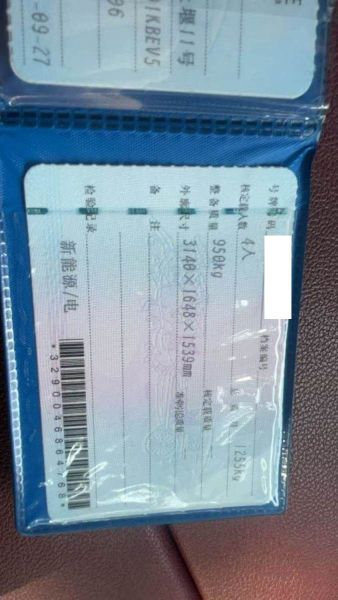 堰11号
IKBEV5
-09-27
号牌号码 档案编号
核定载人数 4人 总质量 1255kg
整备质量 950kg 核定载质量 --
外廓尺寸 3140×1648×1539mm 准牵引总质量 --
备注
检验记录
新能源/电
*3290046864768*